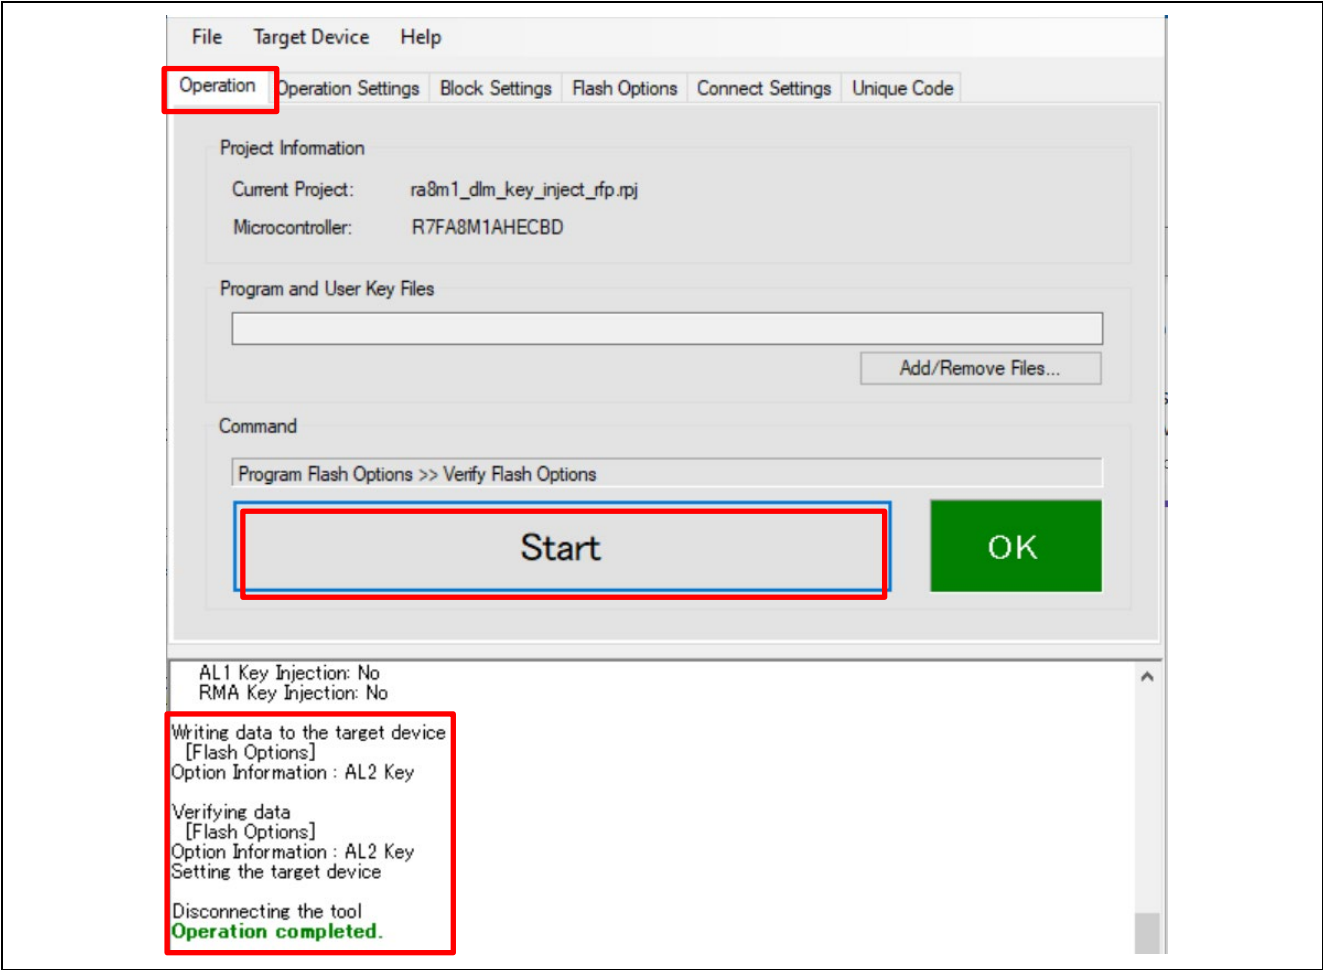 File Target Device Help
Operation Operation Settings Block Settings Flash Options Connect Settings Unique Code
Project Information
Current Project: ra8m1_dlm_key_inject_rfp.rpj
Microcontroller: R7FA8M1AHECBD
Program and User Key Files
Add/Remove Files...
Command
Program Flash Options >> Verify Flash Options
Start OK
AL1 Key Injection: No
RMA Key Injection: No
Writing data to the target device
[Flash Options]
Option Information : AL2 Key
Verifying data
[Flash Options]
Option Information : AL2 Key
Setting the target device
Disconnecting the tool
Operation completed.